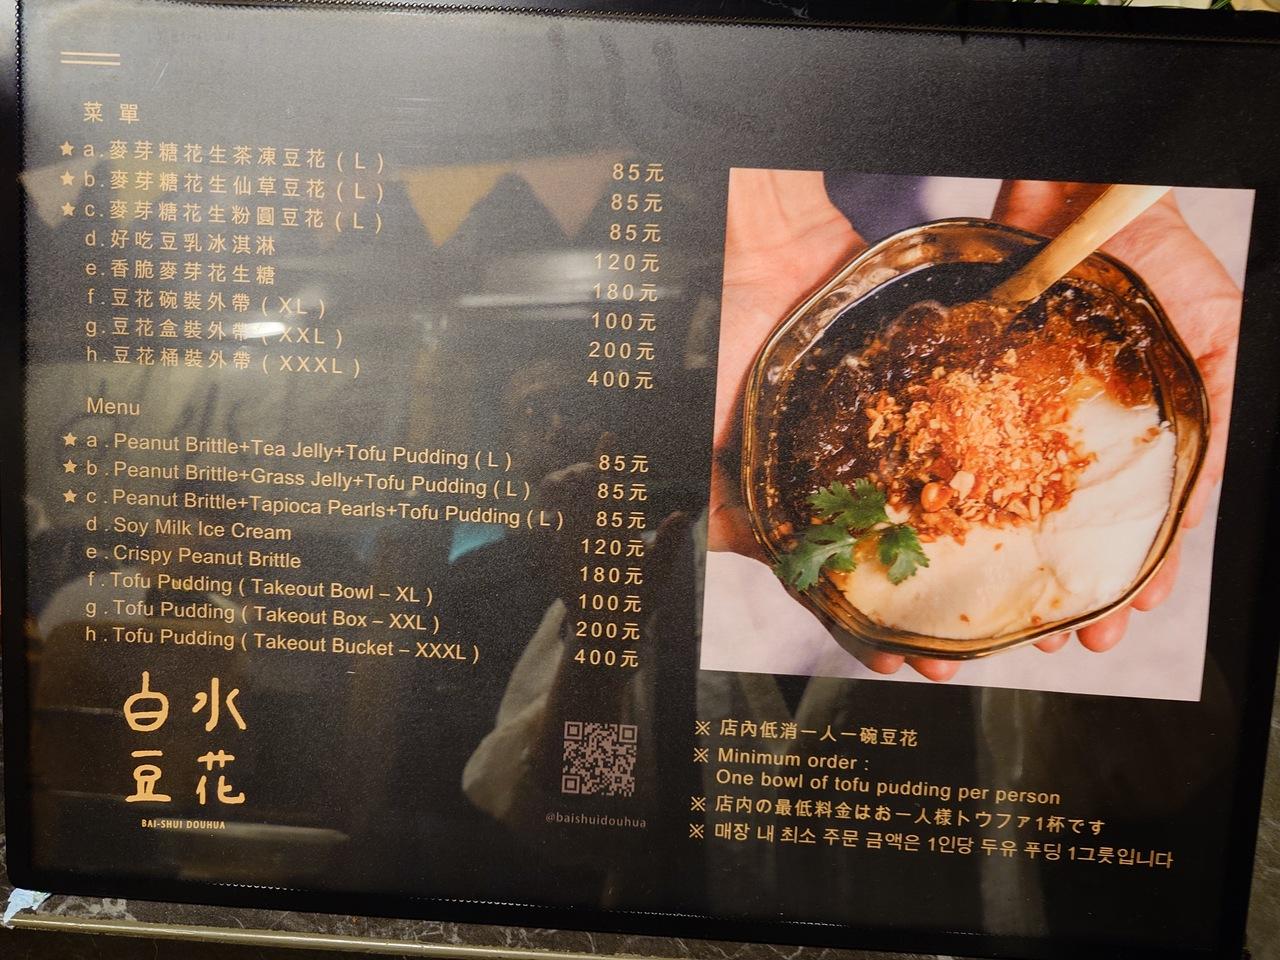 菜單
★ a.麥芽糖花生茶凍豆花(L) 85元
★ b.麥芽糖花生仙草豆花(L) 85元
★ c.麥芽糖花生粉圓豆花(L) 85元
d.好吃豆乳冰淇淋 120元
e.香脆麥芽花生糖 180元
f.豆花碗裝外帶(XL) 100元
g.豆花盒裝外帶(XXL) 200元
h.豆花桶裝外帶(XXXL) 400元
Menu
★ a.Peanut Brittle+Tea Jelly+Tofu Pudding(L) 85元
★ b.Peanut Brittle+Grass Jelly+Tofu Pudding(L) 85元
★ c.Peanut Brittle+Tapioca Pearls+Tofu Pudding(L) 85元
d.Soy Milk Ice Cream 120元
e.Crispy Peanut Brittle 180元
f.Tofu Pudding(Takeout Bowl – XL) 100元
g.Tofu Pudding(Takeout Box – XXL) 200元
h.Tofu Pudding(Takeout Bucket – XXXL) 400元
白水
豆花
BAI-SHUI DOUHUA
@baishuidouhua
※ 店內低消一人一碗豆花
※ Minimum order :
One bowl of tofu pudding per person
※ 店内の最低料金はお一人様トウファ1杯です
※ 매장 내 최소 주문 금액은 1인당 두유 푸딩 1그릇입니다